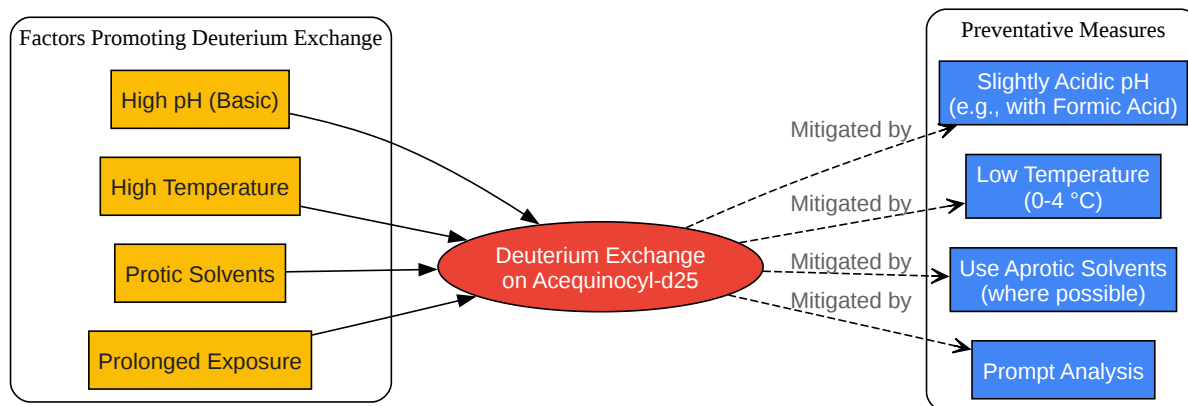 Factors Promoting Deuterium Exchange
High pH (Basic)
High Temperature
Protic Solvents
Prolonged Exposure
Deuterium Exchange
on Acequinocyl-d25
Mitigated by
Mitigated by
Mitigated by
Mitigated by
Preventative Measures
Slightly Acidic pH
(e.g., with Formic Acid)
Low Temperature
(0-4 °C)
Use Aprotic Solvents
(where possible)
Prompt Analysis